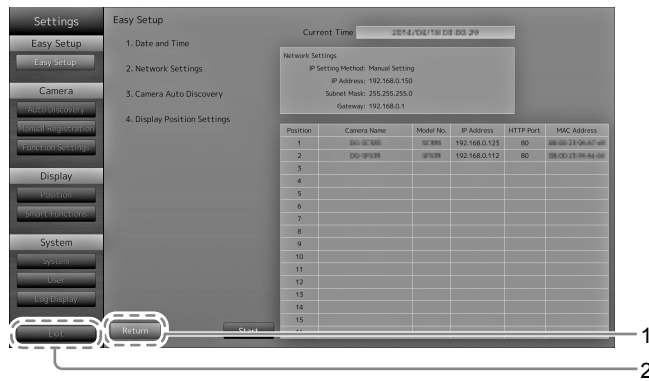 Settings
Easy Setup
Easy Setup
Camera
Auto Discovery
Manual Registration
Function Settings
Display
Position
Smart Functions
System
System
User
Log Display
Exit
Easy Setup
1. Date and Time
2. Network Settings
3. Camera Auto Discovery
4. Display Position Settings
Return
Start
Current Time
Network Settings
IP Setting Method: Manual Setting
IP Address: 192.168.0.150
Subnet Mask: 255.255.255.0
Gateway: 192.168.0.1
Position Camera Name Model No. IP Address HTTP Port MAC Address
1 192.168.0.123 80
2 192.168.0.112 80
3
4
5
6
7
8
9
10
11
12
13
14
15
1
2